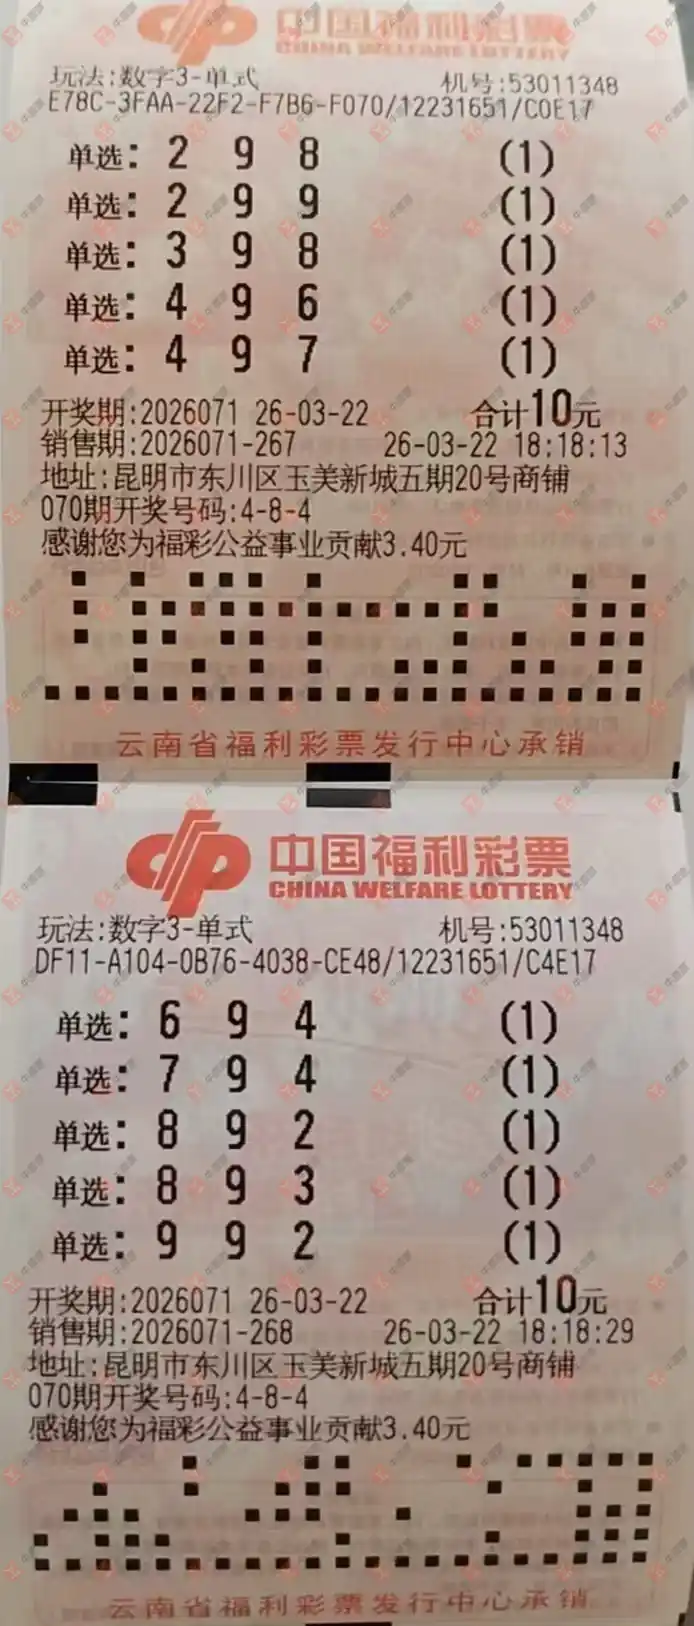 中国福利彩票
CHINA WELFARE LOTTERY
玩法:数字3-单式 机号:53011348
E78C-3FAA-22F2-F7B6-F070/12231651/C0E17
单选: 2 9 8 (1)
单选: 2 9 9 (1)
单选: 3 9 8 (1)
单选: 4 9 6 (1)
单选: 4 9 7 (1)
开奖期:2026071 26-03-22 合计10元
销售期:2026071-267 26-03-22 18:18:13
地址:昆明市东川区玉美新城五期20号商铺
070期开奖号码:4-8-4
感谢您为福彩公益事业贡献3.40元
云南省福利彩票发行中心承销
中国福利彩票
CHINA WELFARE LOTTERY
玩法:数字3-单式 机号:53011348
DF11-A104-0B76-4038-CE48/12231651/C4E17
单选: 6 9 4 (1)
单选: 7 9 4 (1)
单选: 8 9 2 (1)
单选: 8 9 3 (1)
单选: 9 9 2 (1)
开奖期:2026071 26-03-22 合计10元
销售期:2026071-268 26-03-22 18:18:29
地址:昆明市东川区玉美新城五期20号商铺
070期开奖号码:4-8-4
感谢您为福彩公益事业贡献3.40元
云南省福利彩票发行中心承销